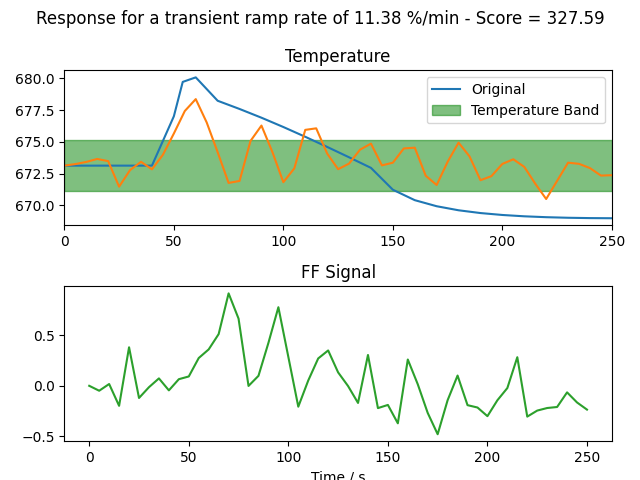 Response for a transient ramp rate of 11.38 %/min - Score = 327.59
Temperature
680.0
677.5
675.0
672.5
670.0
Original
Temperature Band
0 50 100 150 200 250
FF Signal
0.5
0.0
−0.5
0 50 100 150 200 250
Time / s